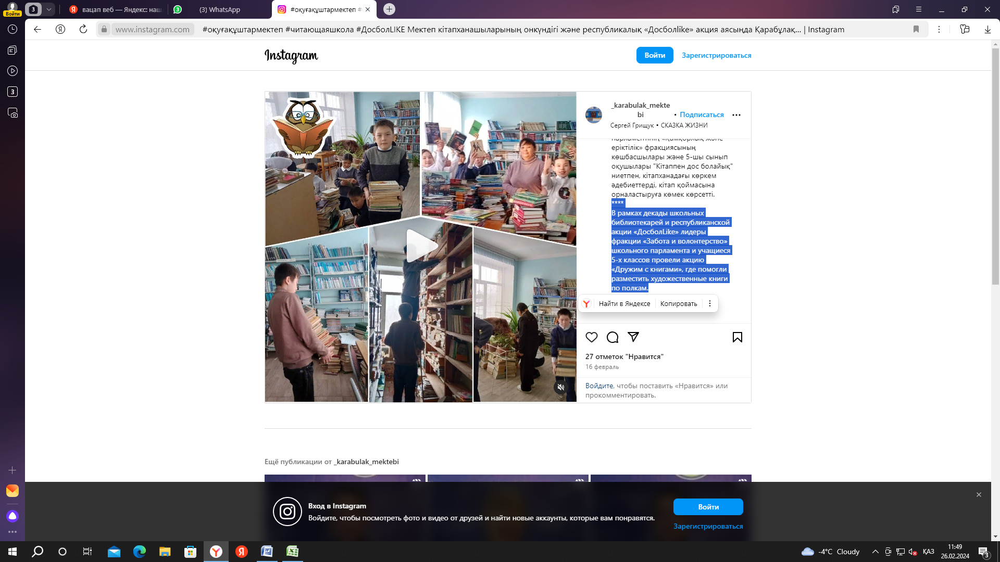 Войти
3
вацап веб — Яндекс: наш
3
(3) WhatsApp
#оқуғақұштармектеп #
www.instagram.com
#оқуғақұштармектеп #читающаяшкола #ДосболLIKE Мектеп кітапханашыларының онкүндігі және республикалық «Досболlike» акция аясында Қарабұлақ... | Instagram
3
Instagram
Войти
Зарегистрироваться
_karabulak_mekte
bi
• Подписаться
Сергей Грищук • СКАЗКА ЖИЗНИ
парламентінің «Қамқорлық және
еріктілік» фракциясының
көшбасшылары және 5-шы сынып
оқушылары "Кітаппен дос болайық"
ниетпен, кітапханадағы көркем
әдебиеттерді, кітап қоймасына
орналастыруға көмек көрсетті.
****
В рамках декады школьных
библиотекарей и республиканской
акции «ДосболLike» лидеры
фракции «Забота и волонтерство»
школьного парламента и учащиеся
5-х классов провели акцию
«Дружим с книгами», где помогли
разместить художественные книги
по полкам.
Найти в Яндексе
Копировать
27 отметок "Нравится"
16 февраль
Войдите, чтобы поставить «Нравится» или
прокомментировать.
Ещё публикации от _karabulak_mektebi
Вход в Instagram
Войдите, чтобы посмотреть фото и видео от друзей и найти новые аккаунты, которые вам понравятся.
Войти
Зарегистрироваться
-4°C Cloudy
ҚАЗ
11:49
26.02.2024
3